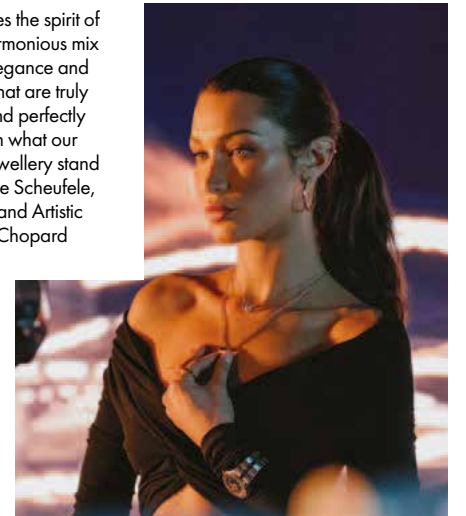 es the spirit of
rmonious mix
egance and
hat are truly
nd perfectly
n what our
wellery stand
e Scheufele,
and Artistic
Chopard